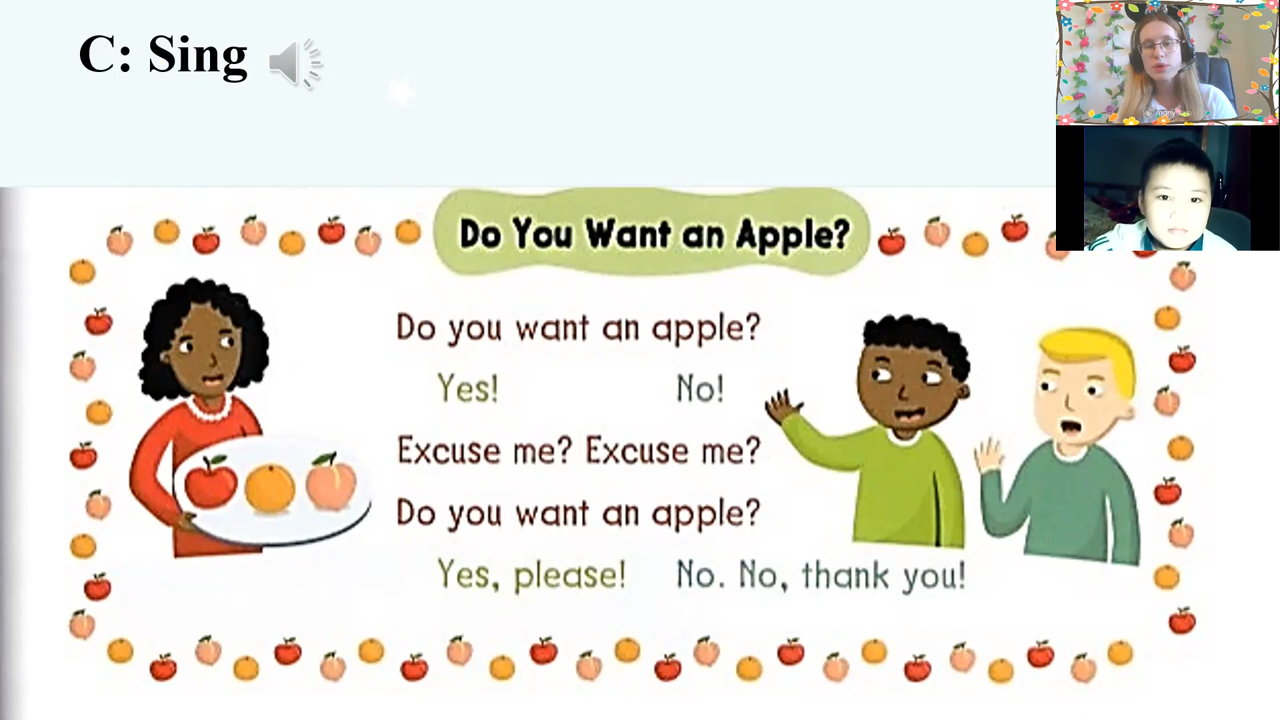 C: Sing
Do You Want an Apple?
Do you want an apple?
Yes! No!
Excuse me? Excuse me?
Do you want an apple?
Yes, please! No. No, thank you!